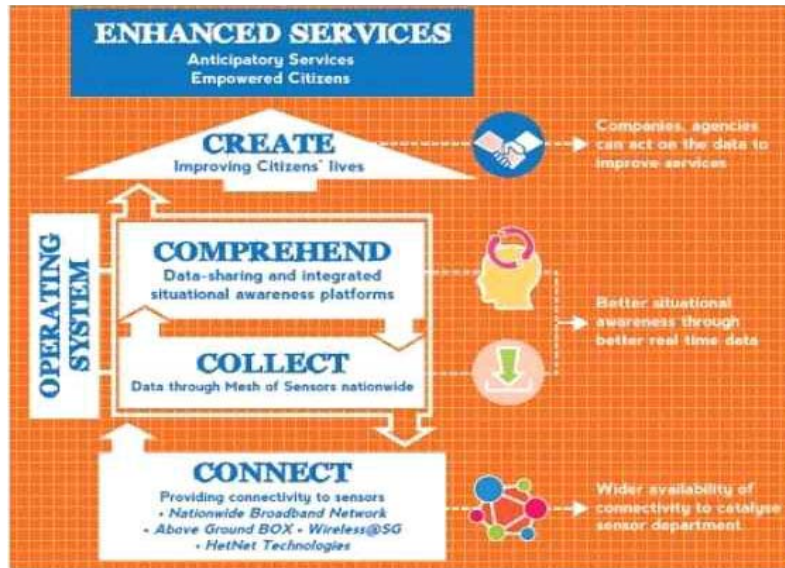 ENHANCED SERVICES
Anticipatory Services
Empowered Citizens
CREATE
Improving Citizens' lives
Companies, agencies
can act on the data to
improve services
OPERATING
SYSTEM
COMPREHEND
Data-sharing and integrated
situational awareness platforms
COLLECT
Data through Mesh of Sensors nationwide
Better situational
awareness through
better real time data
CONNECT
Providing connectivity to sensors
• Nationwide Broadband Network
• Above Ground BOX • Wireless@SG
• HetNet Technologies
Wider availability of
connectivity to catalyse
sensor department